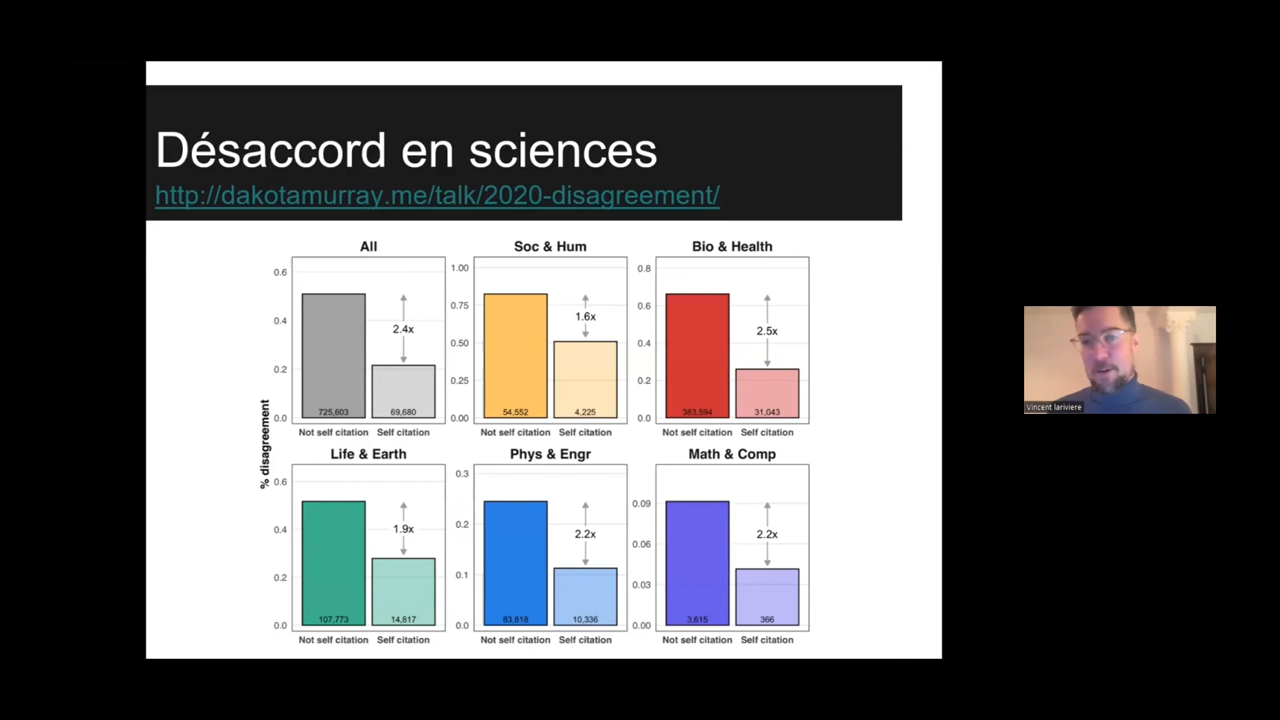 Désaccord en sciences
http://dakotamurray.me/talk/2020-disagreement/
All
Soc & Hum
Bio & Health
0.6
0.4
0.2
0.0
2.4x
725,603
69,680
Not self citation Self citation
1.00
0.75
0.50
0.25
0.00
1.6x
54,552
4,225
Not self citation Self citation
0.8
0.6
0.4
0.2
0.0
2.5x
383,594
31,043
Not self citation Self citation
% disagreement
Life & Earth
Phys & Engr
Math & Comp
0.6
0.4
0.2
0.0
1.9x
107,773
14,817
Not self citation Self citation
0.3
0.2
0.1
0.0
2.2x
83,818
10,336
Not self citation Self citation
0.09
0.06
0.03
0.00
2.2x
3,615
366
Not self citation Self citation
Vincent lariviere